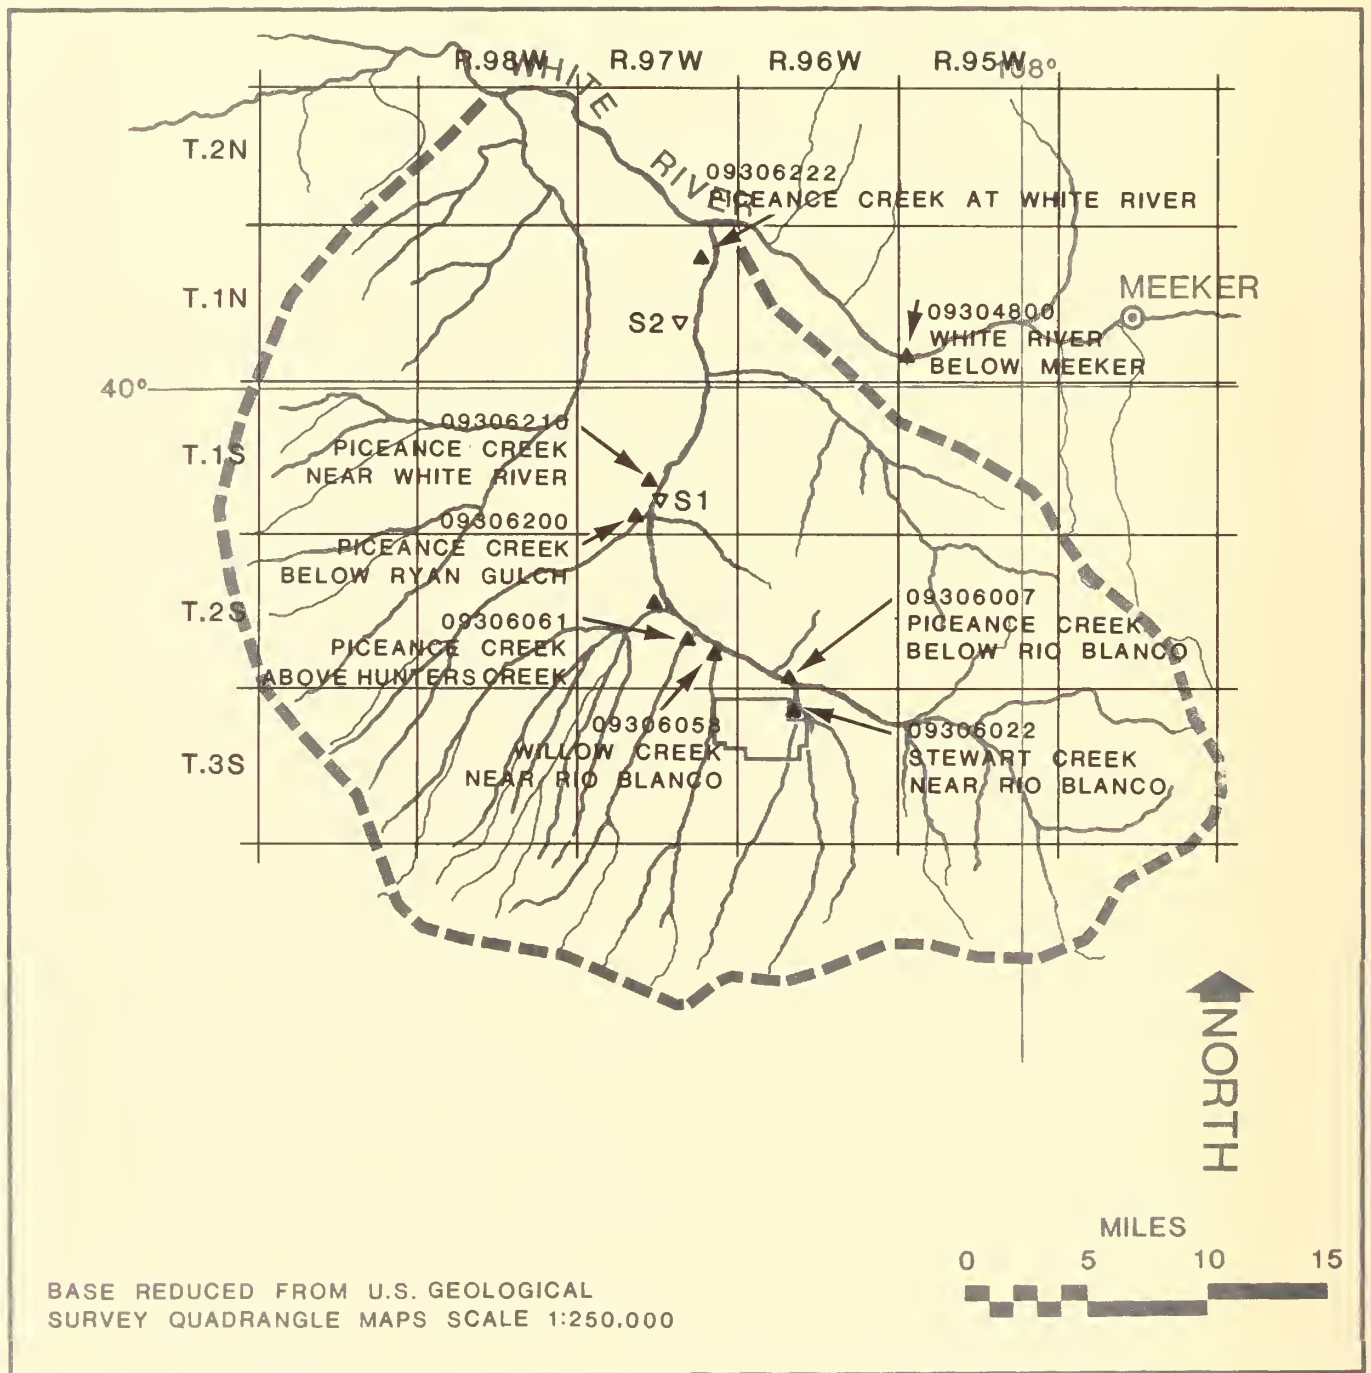 R.98W R.97W R.96W R.95W
108°
WHITE RIVER
T.2N
09306222
PICEANCE CREEK AT WHITE RIVER
T.1N
MEEKER
S2
09304800
WHITE RIVER
BELOW MEEKER
40°
09306210
PICEANCE CREEK
NEAR WHITE RIVER
T.1S
S1
09306200
PICEANCE CREEK
BELOW RYAN GULCH
T.2S
09306007
PICEANCE CREEK
BELOW RIO BLANCO
09306061
PICEANCE CREEK
ABOVE HUNTERS CREEK
09306058
WILLOW CREEK
NEAR RIO BLANCO
09306022
STEWART CREEK
NEAR RIO BLANCO
T.3S
NORTH
MILES
0 5 10 15
BASE REDUCED FROM U.S. GEOLOGICAL
SURVEY QUADRANGLE MAPS SCALE 1:250,000